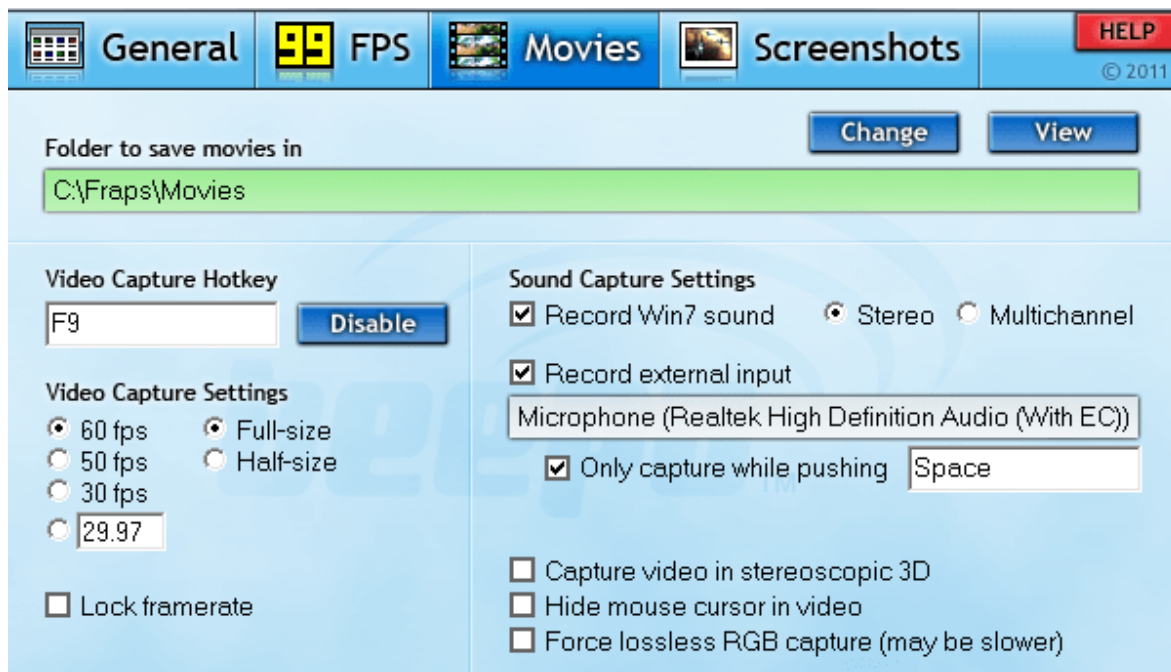 General 99 FPS Movies Screenshots HELP
© 2011
Change View
Folder to save movies in
C:\Fraps\Movies
Video Capture Hotkey
F9 Disable
Video Capture Settings
60 fps Full-size
50 fps Half-size
30 fps
29.97
Lock framerate
Sound Capture Settings
Record Win7 sound Stereo Multichannel
Record external input
Microphone (Realtek High Definition Audio (With EC))
Only capture while pushing Space
Capture video in stereoscopic 3D
Hide mouse cursor in video
Force lossless RGB capture (may be slower)
beepa TM